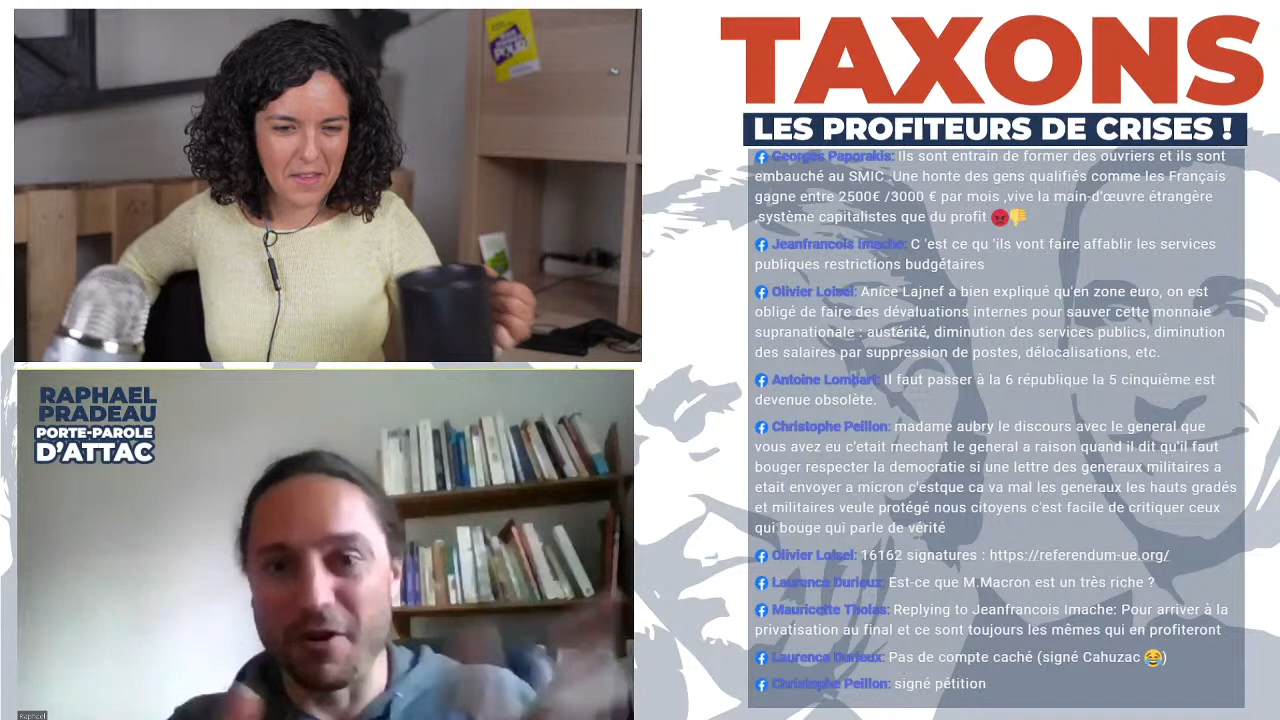 TAXONS
LES PROFITEURS DE CRISES !
Georges Paporakis: Ils sont entrain de former des ouvriers et ils sont
embauché au SMIC .Une honte des gens qualifiés comme les Français
gagne entre 2500€ /3000 € par mois ,vive la main-d'œuvre étrangère
,système capitalistes que du profit 😡👎
Jeanfrancois Imache: C 'est ce qu 'ils vont faire affablir les services
publiques restrictions budgétaires
Olivier Loisel: Anice Lajnef a bien expliqué qu'en zone euro, on est
obligé de faire des dévaluations internes pour sauver cette monnaie
supranationale : austérité, diminution des services publics, diminution
des salaires par suppression de postes, délocalisations, etc.
Antoine Lompart: Il faut passer à la 6 république la 5 cinquième est
devenue obsolète.
Christophe Peillon: madame aubry le discours avec le general que
vous avez eu c'etait mechant le general a raison quand il dit qu'il faut
bouger respecter la democratie si une lettre des generaux militaires a
etait envoyer a micron c'estque ca va mal les generaux les hauts gradés
et militaires veule protégé nous citoyens c'est facile de critiquer ceux
qui bouge qui parle de vérité
Olivier Loisel: 16162 signatures : https://referendum-ue.org/
Laurence Durieux: Est-ce que M.Macron est un très riche ?
Mauricette Tholas: Replying to Jeanfrancois Imache: Pour arriver à la
privatisation au final et ce sont toujours les mêmes qui en profiteront
Laurence Durieux: Pas de compte caché (signé Cahuzac 😂)
Christophe Peillon: signé pétition
RAPHAEL
PRADEAU
PORTE-PAROLE
D'ATTAC
Raphael